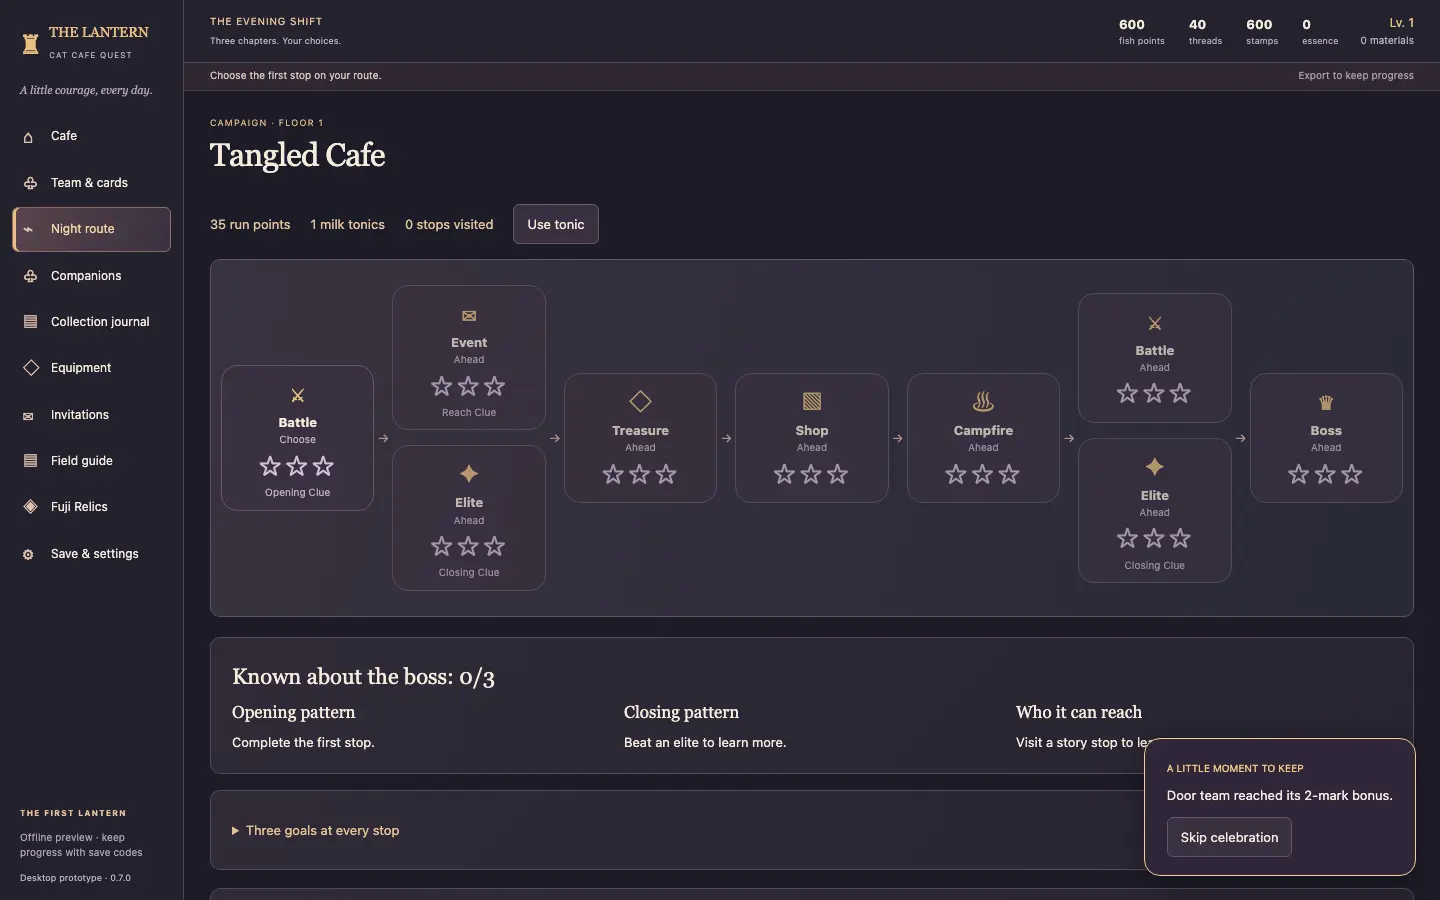 THE LANTERN
CAT CAFE QUEST
A little courage, every day.
Cafe
Team & cards
Night route
Companions
Collection journal
Equipment
Invitations
Field guide
Fuji Relics
Save & settings
THE FIRST LANTERN
Offline preview · keep
progress with save codes
Desktop prototype · 0.7.0
THE EVENING SHIFT
Three chapters. Your choices.
600
fish points
40
threads
600
stamps
0
essence
Lv. 1
0 materials
Choose the first stop on your route.
Export to keep progress
CAMPAIGN · FLOOR 1
Tangled Cafe
35 run points
1 milk tonics
0 stops visited
Use tonic
Battle
Choose
Opening Clue
Event
Ahead
Reach Clue
Elite
Ahead
Closing Clue
Treasure
Ahead
Shop
Ahead
Campfire
Ahead
Battle
Ahead
Elite
Ahead
Closing Clue
Boss
Ahead
Known about the boss: 0/3
Opening pattern
Complete the first stop.
Closing pattern
Beat an elite to learn more.
Who it can reach
Visit a story stop to
Three goals at every stop
A LITTLE MOMENT TO KEEP
Door team reached its 2-mark bonus.
Skip celebration